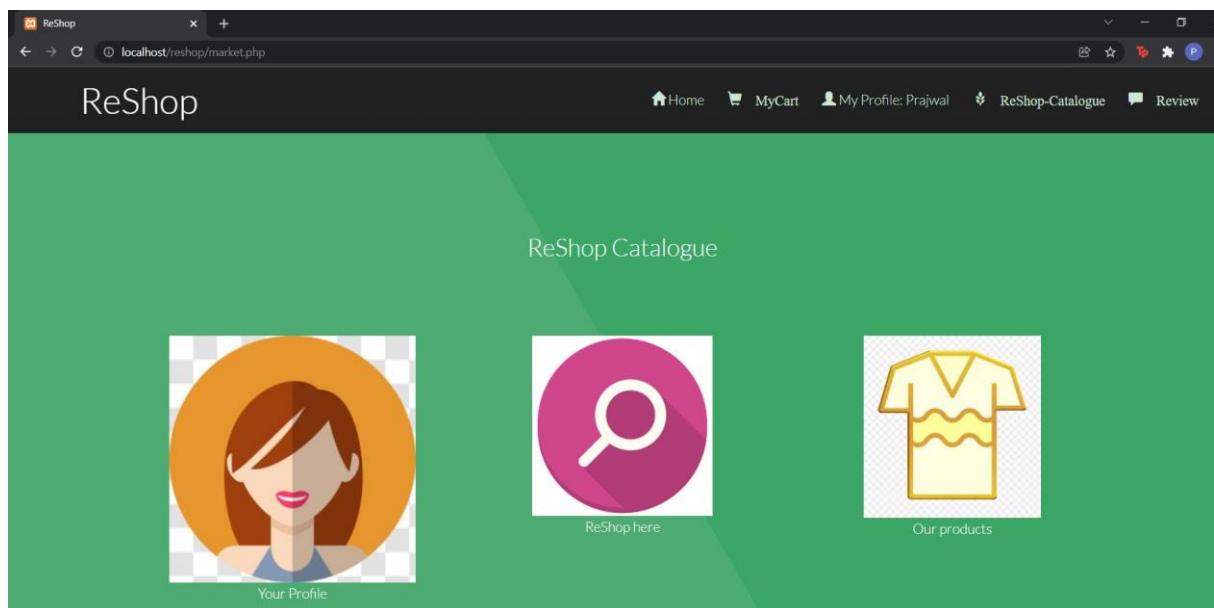 ReShop
localhost/reshop/market.php
Tp
P
ReShop
Home MyCart My Profile: Prajwal ReShop-Catalogue Review
ReShop Catalogue
Your Profile
ReShop here
Our products